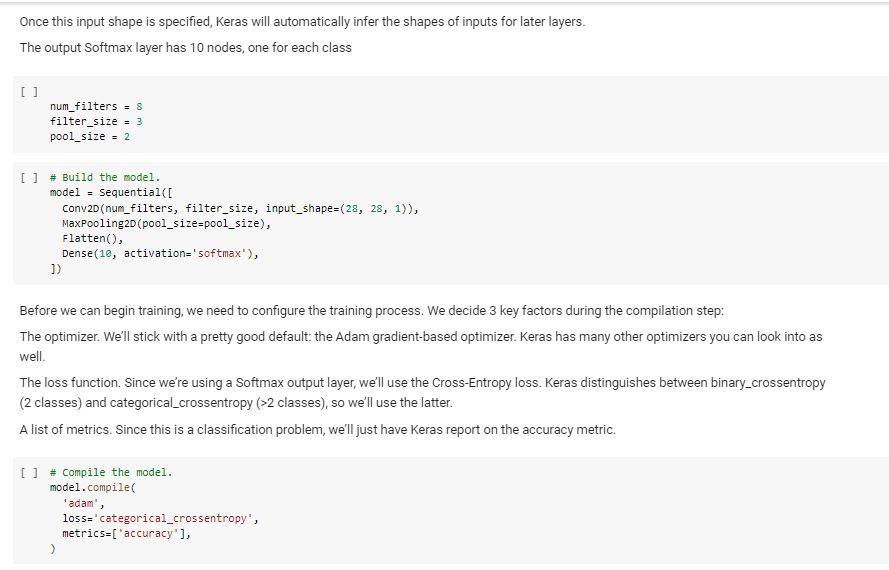 Once this input shape is specified, Keras will automatically infer the shapes of inputs for later layers.
The output Softmax layer has 10 nodes, one for each class
[ ]
num_filters = 8
filter_size = 3
pool_size = 2
[ ] # Build the model.
model = Sequential([
Conv2D(num_filters, filter_size, input_shape=(28, 28, 1)),
MaxPooling2D(pool_size=pool_size),
Flatten(),
Dense(10, activation='softmax'),
])
Before we can begin training, we need to configure the training process. We decide 3 key factors during the compilation step:
The optimizer. We'll stick with a pretty good default: the Adam gradient-based optimizer. Keras has many other optimizers you can look into as
well.
The loss function. Since we're using a Softmax output layer, we'll use the Cross-Entropy loss. Keras distinguishes between binary_crossentropy
(2 classes) and categorical_crossentropy (>2 classes), so we'll use the latter.
A list of metrics. Since this is a classification problem, we'll just have Keras report on the accuracy metric.
[ ] # Compile the model.
model.compile(
'adam',
loss='categorical_crossentropy',
metrics=['accuracy'],
)